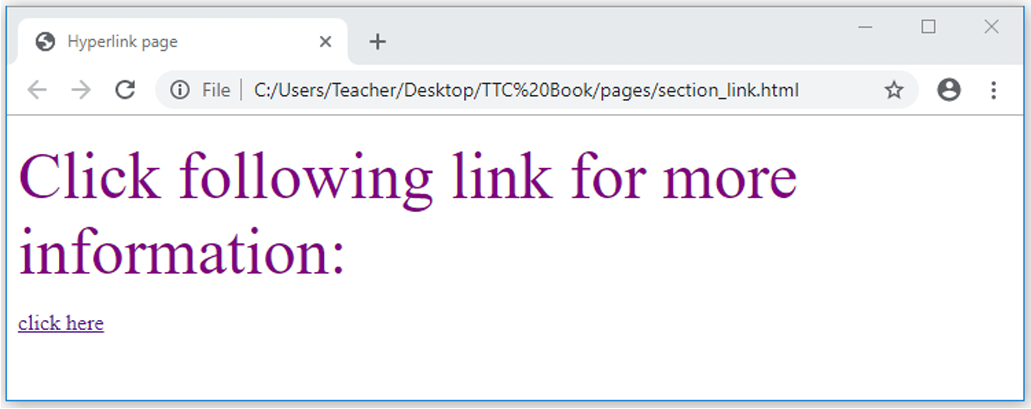 Hyperlink page
File C:/Users/Teacher/Desktop/TTC%20Book/pages/section_link.html
Click following link for more
information:
click here